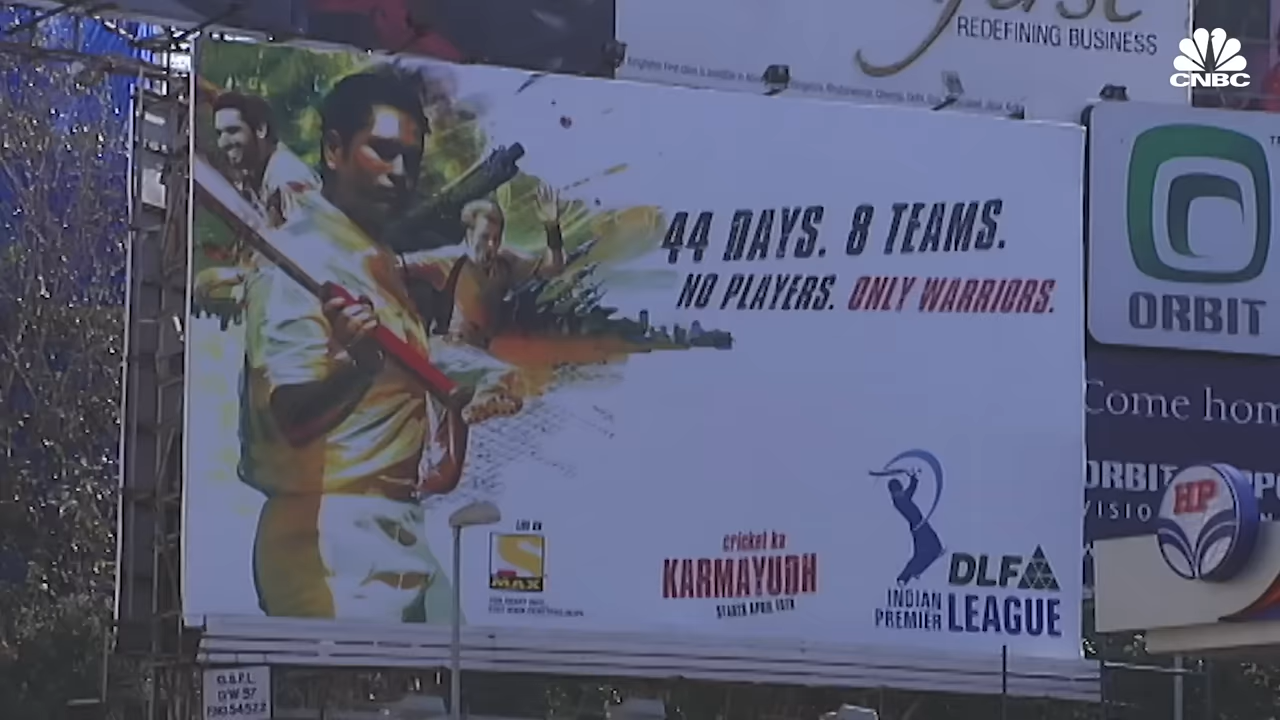 REDEFINING BUSINESS
CNBC
44 DAYS. 8 TEAMS.
NO PLAYERS. ONLY WARRIORS.
ORBIT
Come hom
ORBIT
HP
MAX
cricket ka
KARMAYUDH
STARTS APRIL 18TH
DLF
INDIAN
PREMIER LEAGUE